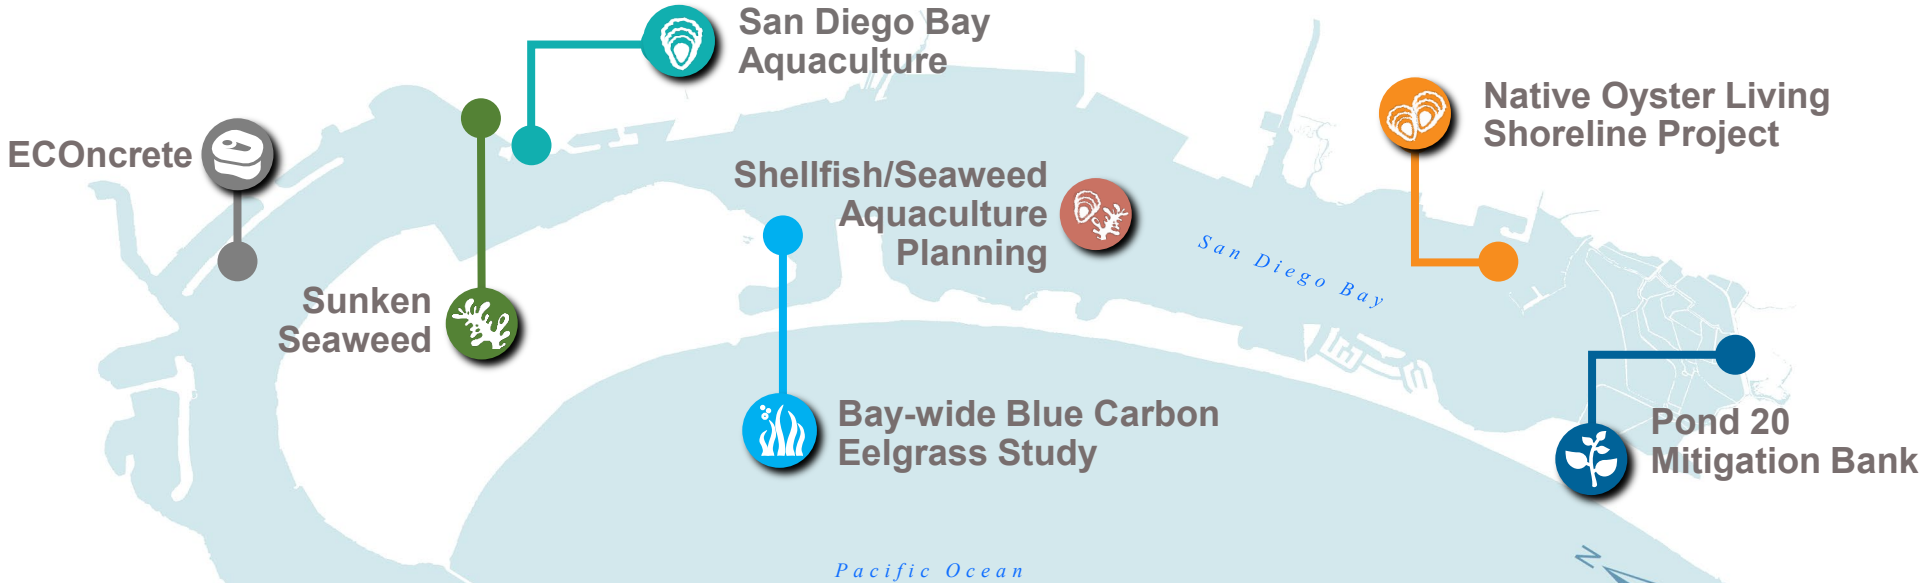 San Diego Bay
Aquaculture
ECOncrete
Native Oyster Living
Shoreline Project
Shellfish/Seaweed
Aquaculture
Planning
San Diego Bay
Sunken
Seaweed
Bay-wide Blue Carbon
Eelgrass Study
Pond 20
Mitigation Bank
N
Pacific Ocean